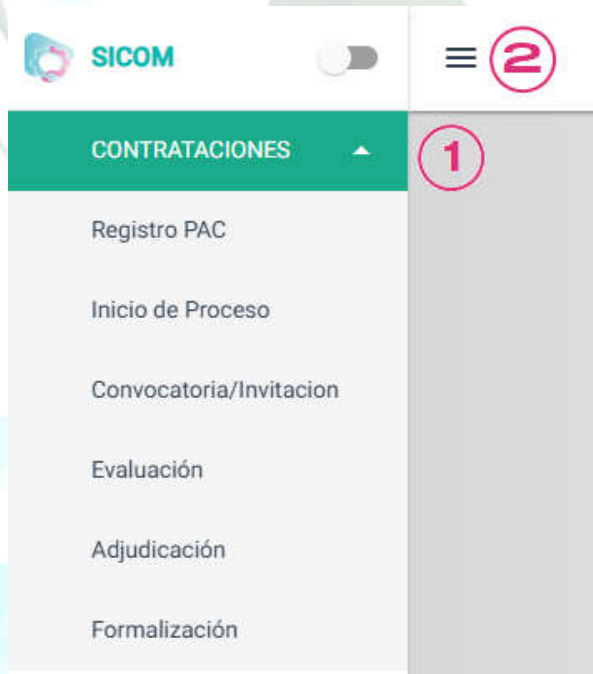 SICOM
2
CONTRATACIONES
1
Registro PAC
Inicio de Proceso
Convocatoria/Invitacion
Evaluación
Adjudicación
Formalización